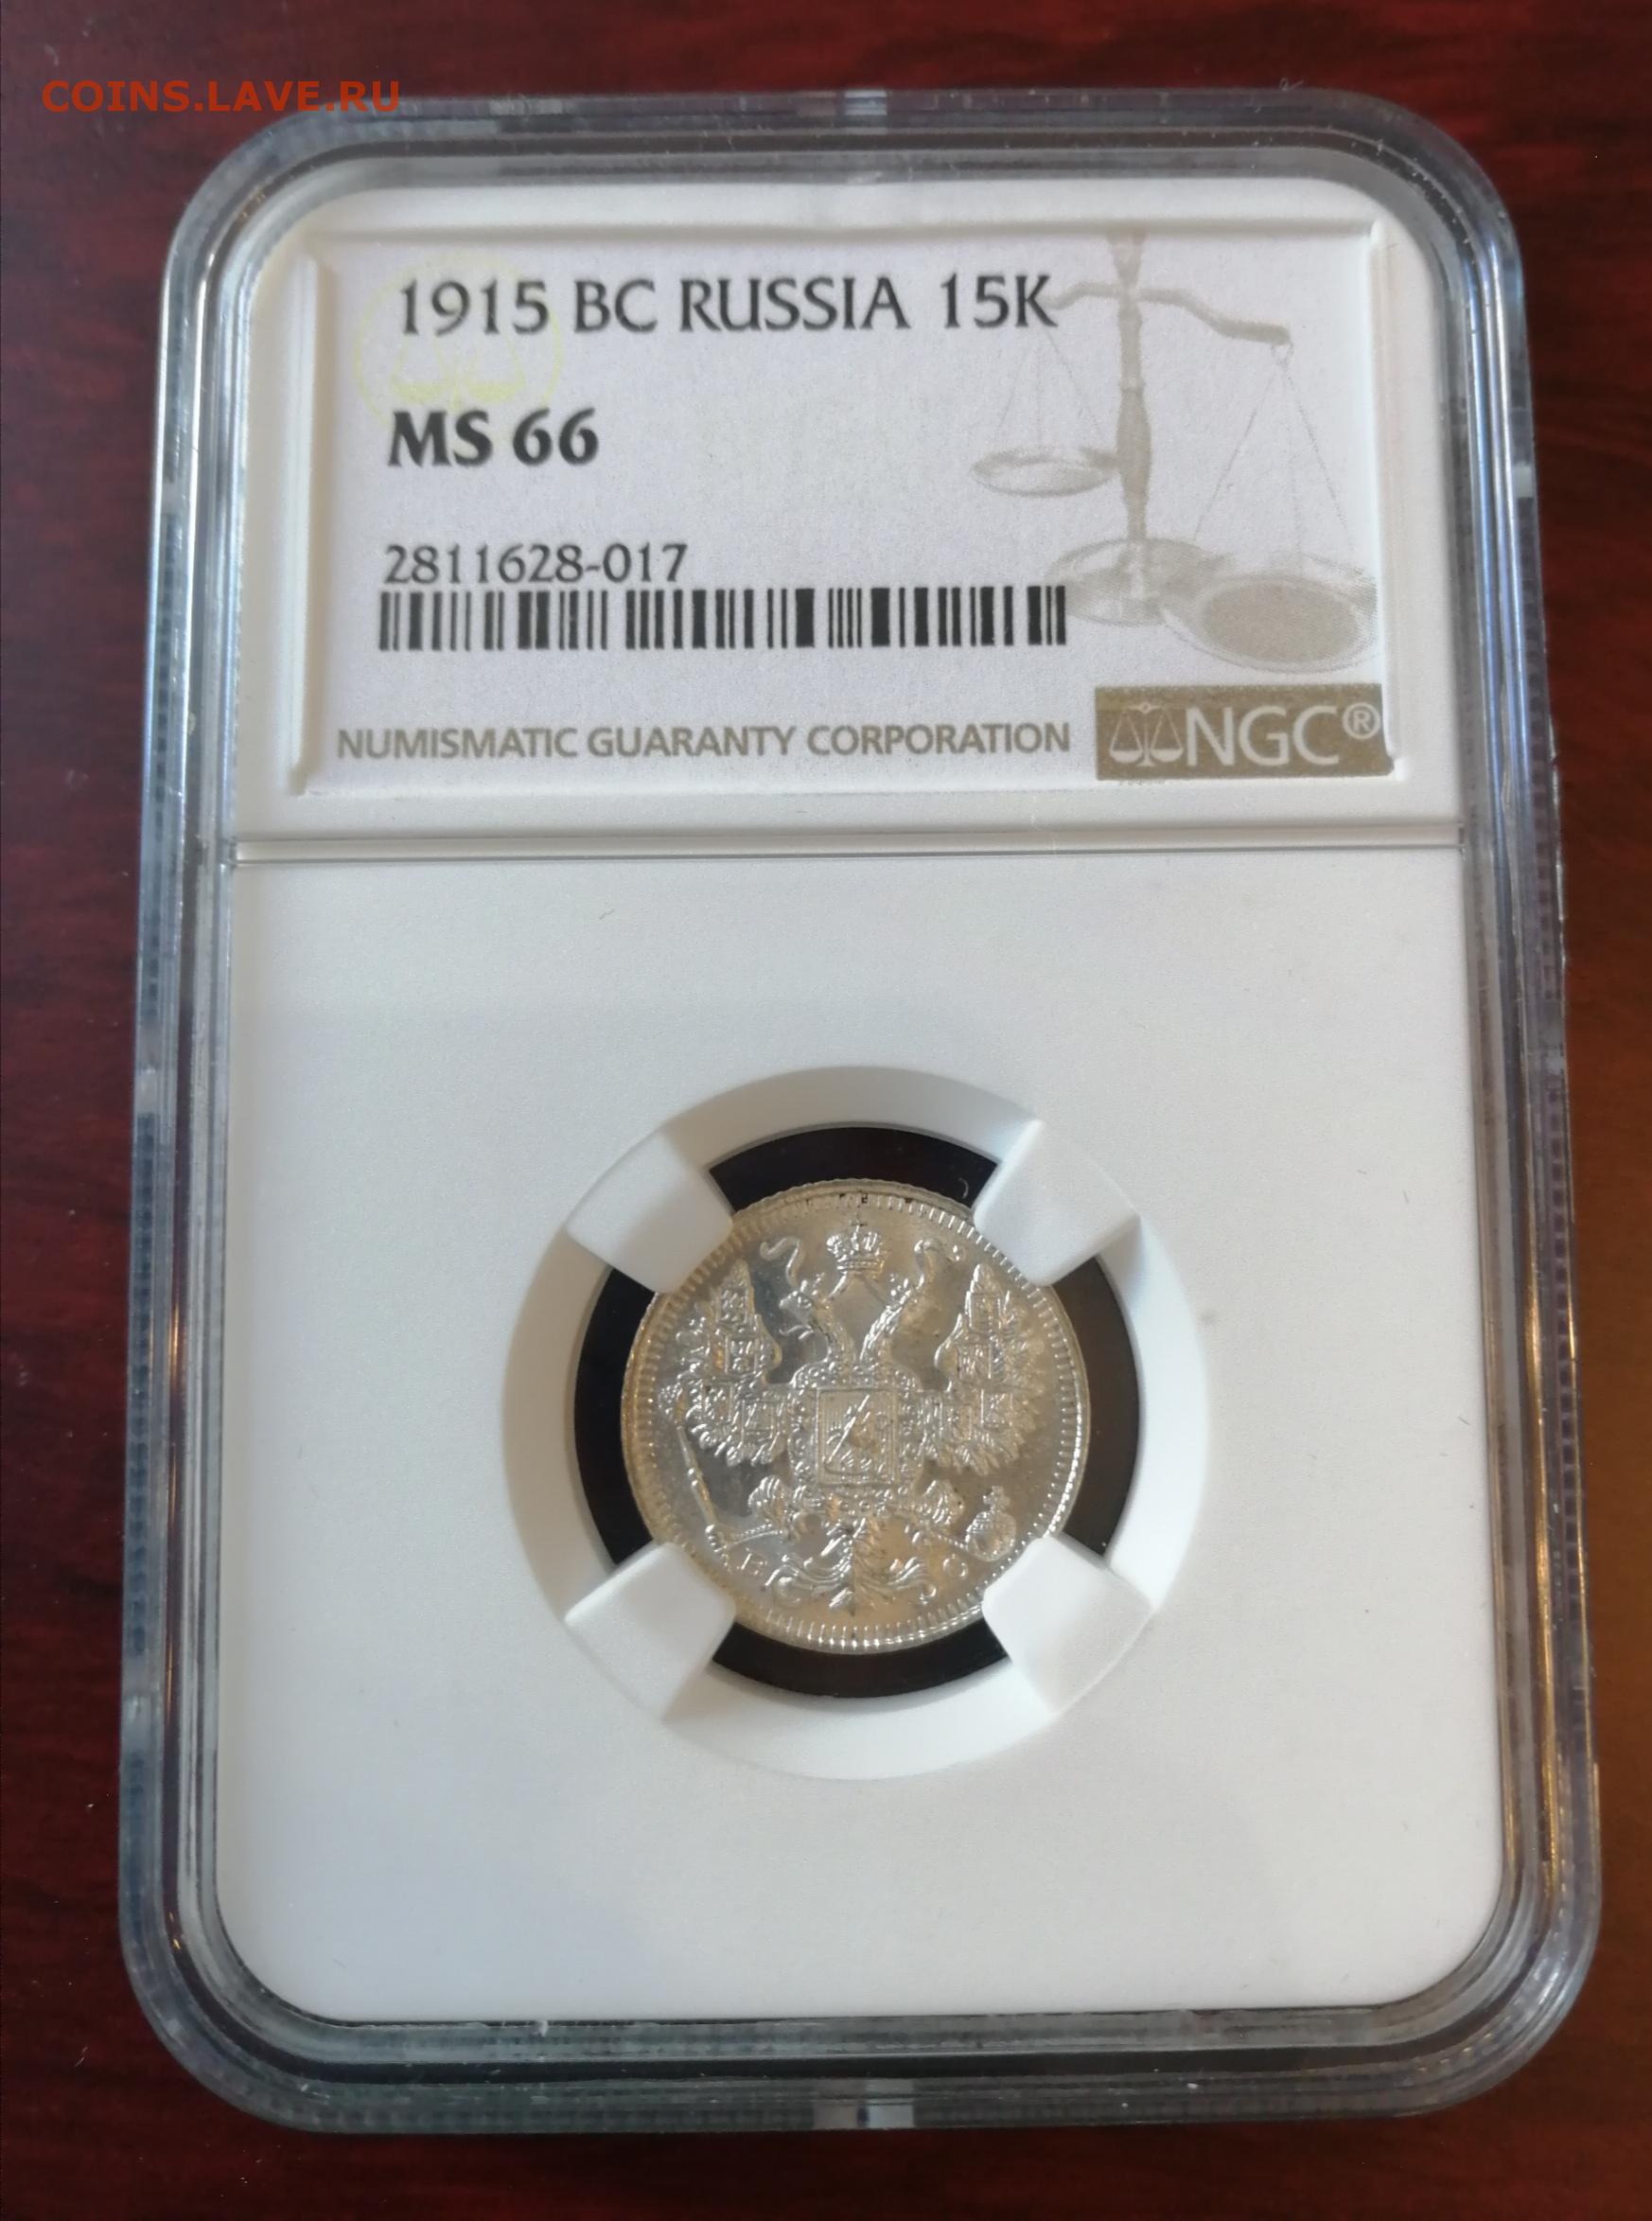 COINS.LAVE.RU
1915 BC RUSSIA 15K
MS 66
2811628-017
NUMISMATIC GUARANTY CORPORATION NGC®
В С